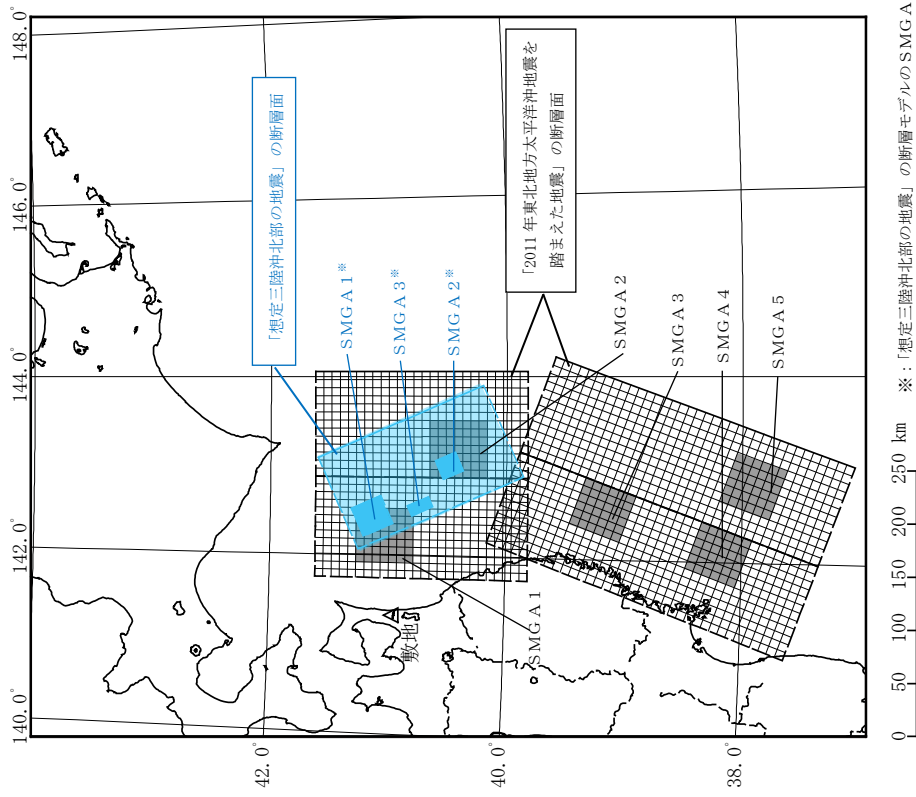 148.0°
146.0°
144.0°
142.0°
140.0°
42.0°
40.0°
38.0°
「想定三陸沖北部の地震」の断層面
「2011 年東北地方太平洋沖地震を
踏まえた地震」の断層面
SMGA1※
SMGA3※
SMGA2※
SMGA2
SMGA3
SMGA4
SMGA5
SMGA1
敷地
0 50 100 150 200 250 km
※:「想定三陸沖北部の地震」の断層モデルのSMGA